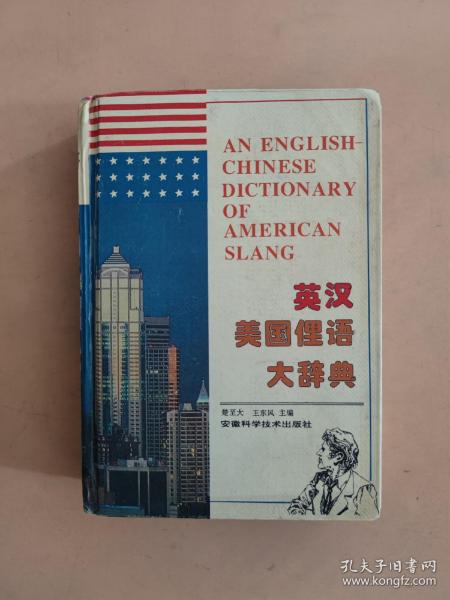 AN ENGLISH-
CHINESE
DICTIONARY
OF
AMERICAN
SLANG
英汉
美国俚语
大辞典
楚至大 王东风 主编
安徽科学技术出版社
孔夫子旧书网
www.kongfz.com